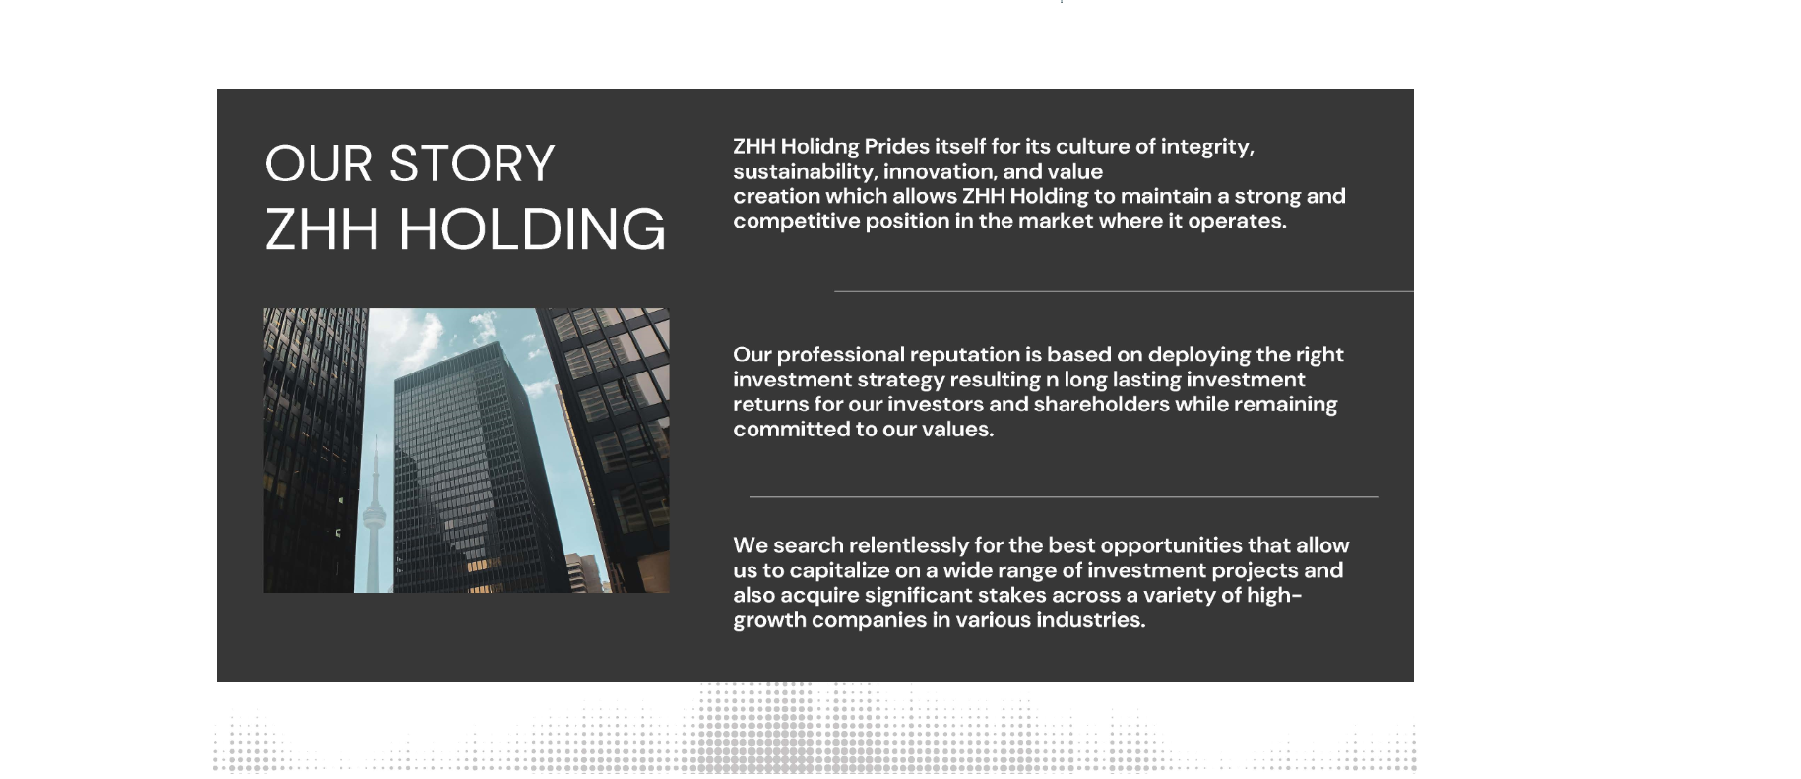 OUR STORY
ZHH HOLDING
ZHH Holidng Prides itself for its culture of integrity,
sustainability, innovation, and value
creation which allows ZHH Holding to maintain a strong and
competitive position in the market where it operates.
Our professional reputation is based on deploying the right
investment strategy resulting n long lasting investment
returns for our investors and shareholders while remaining
committed to our values.
We search relentlessly for the best opportunities that allow
us to capitalize on a wide range of investment projects and
also acquire significant stakes across a variety of high-
growth companies in various industries.